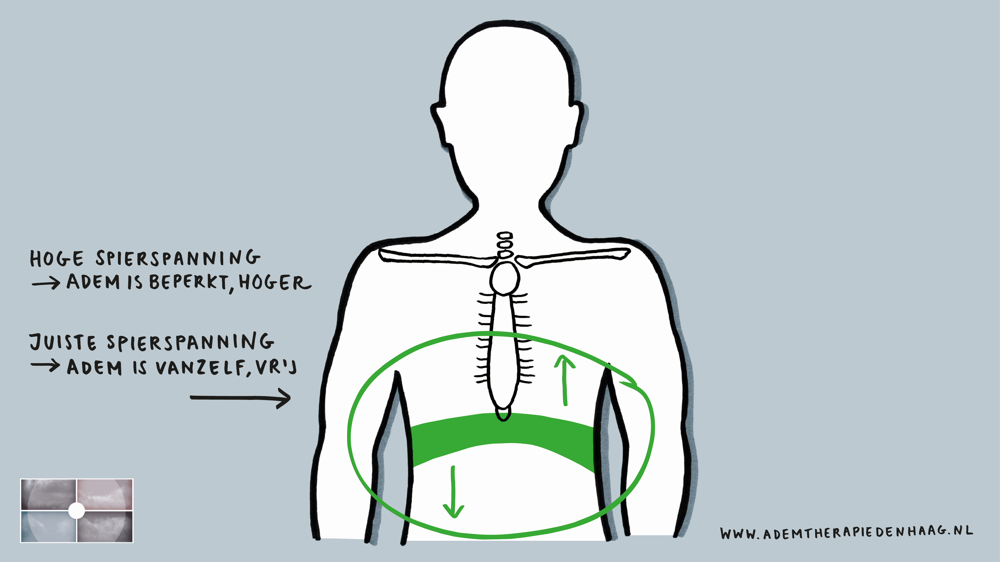 HOGE SPIERSPANNING
→ ADEM IS BEPERKT, HOGER
JUISTE SPIERSPANNING
→ ADEM IS VANZELF, VRIJ
WWW.ADEMTHERAPIEDENHAAG.NL